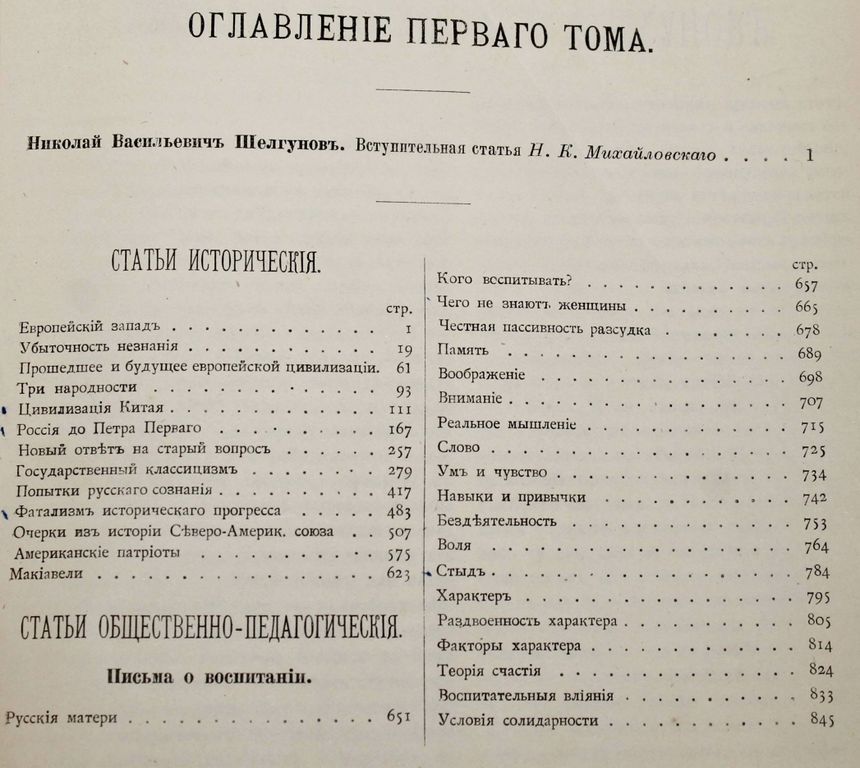 ОГЛАВЛЕНІЕ ПЕРВАГО ТОМА.
Николай Васильевичъ Шелгуновъ. Вступительная статья Н. К. Михайловскаго . . . . 1
СТАТЬИ ИСТОРИЧЕСКІЯ.
стр.
Европейскій западъ . . . . . . . . . . . . . 1
Убыточность незнанія . . . . . . . . . . . . 19
Прошедшее и будущее европейской цивилизаціи. 61
Три народности . . . . . . . . . . . . . 93
Цивилизація Китая . . . . . . . . . . . . . 111
Россія до Петра Перваго . . . . . . . . . 167
Новый отвѣтъ на старый вопросъ . . . . . . 257
Государственный классицизмъ . . . . . . . . 279
Попытки русскаго сознанія . . . . . . . . . . 417
Фатализмъ историческаго прогресса . . . . . 483
Очерки изъ исторіи Сѣверо-Америк. союза . . 507
Американскіе патріоты . . . . . . . . . . 575
Макіавели . . . . . . . . . . . . . . . . 623
СТАТЬИ ОБЩЕСТВЕННО-ПЕДАГОГИЧЕСКІЯ.
Письма о воспитаніи.
Русскія матери . . . . . . . . . . . . . . . 651
стр.
Кого воспитывать? . . . . . . . . . . . . 657
Чего не знаютъ женщины . . . . . . . . . . 665
Честная пассивность разсудка . . . . . . . 678
Память . . . . . . . . . . . . . . . . 689
Воображеніе . . . . . . . . . . . . . . 698
Вниманіе . . . . . . . . . . . . . . . . 707
Реальное мышленіе . . . . . . . . . . . . 715
Слово . . . . . . . . . . . . . . . . . 725
Умъ и чувство . . . . . . . . . . . . . . 734
Навыки и привычки . . . . . . . . . . . 742
Бездѣятельность . . . . . . . . . . . . . 753
Воля . . . . . . . . . . . . . . . . . 764
Стыдъ . . . . . . . . . . . . . . . . . 784
Характеръ . . . . . . . . . . . . . . . 795
Раздвоенность характера . . . . . . . . . . 805
Факторы характера . . . . . . . . . . . . 814
Теорія счастія . . . . . . . . . . . . . 824
Воспитательныя вліянія . . . . . . . . . . 833
Условія солидарности . . . . . . . . . . . 845